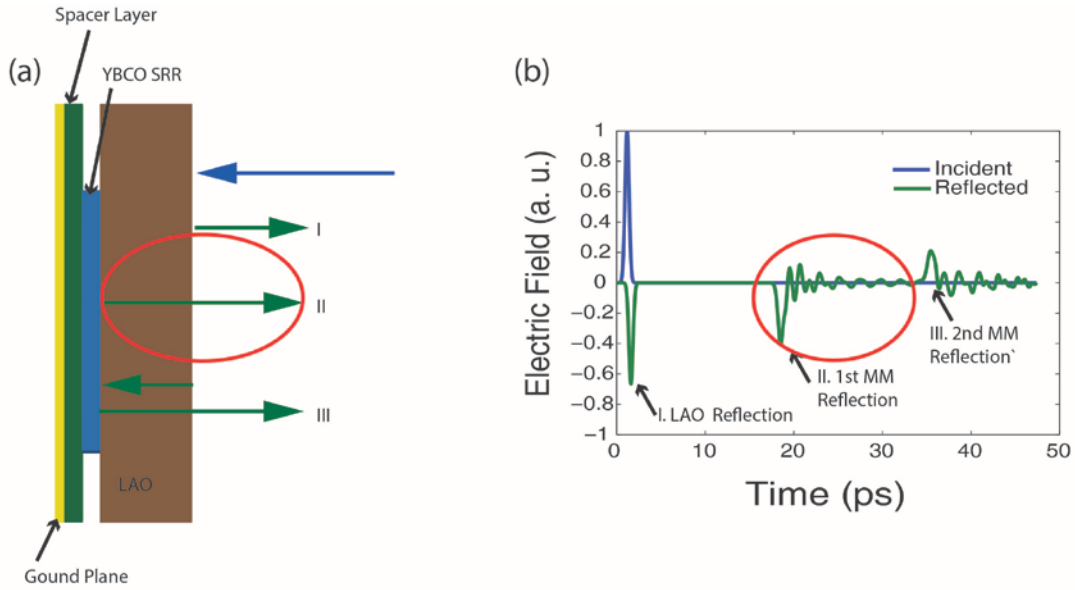 Spacer Layer
(a)
YBCO SRR
I
II
III
LAO
Gound Plane
(b)
1
0.8
0.6
0.4
0.2
0
−0.2
−0.4
−0.6
−0.8
−1
Electric Field (a. u.)
Incident
Reflected
I. LAO Reflection
II. 1st MM
Reflection
III. 2nd MM
Reflection`
0 10 20 30 40 50
Time (ps)